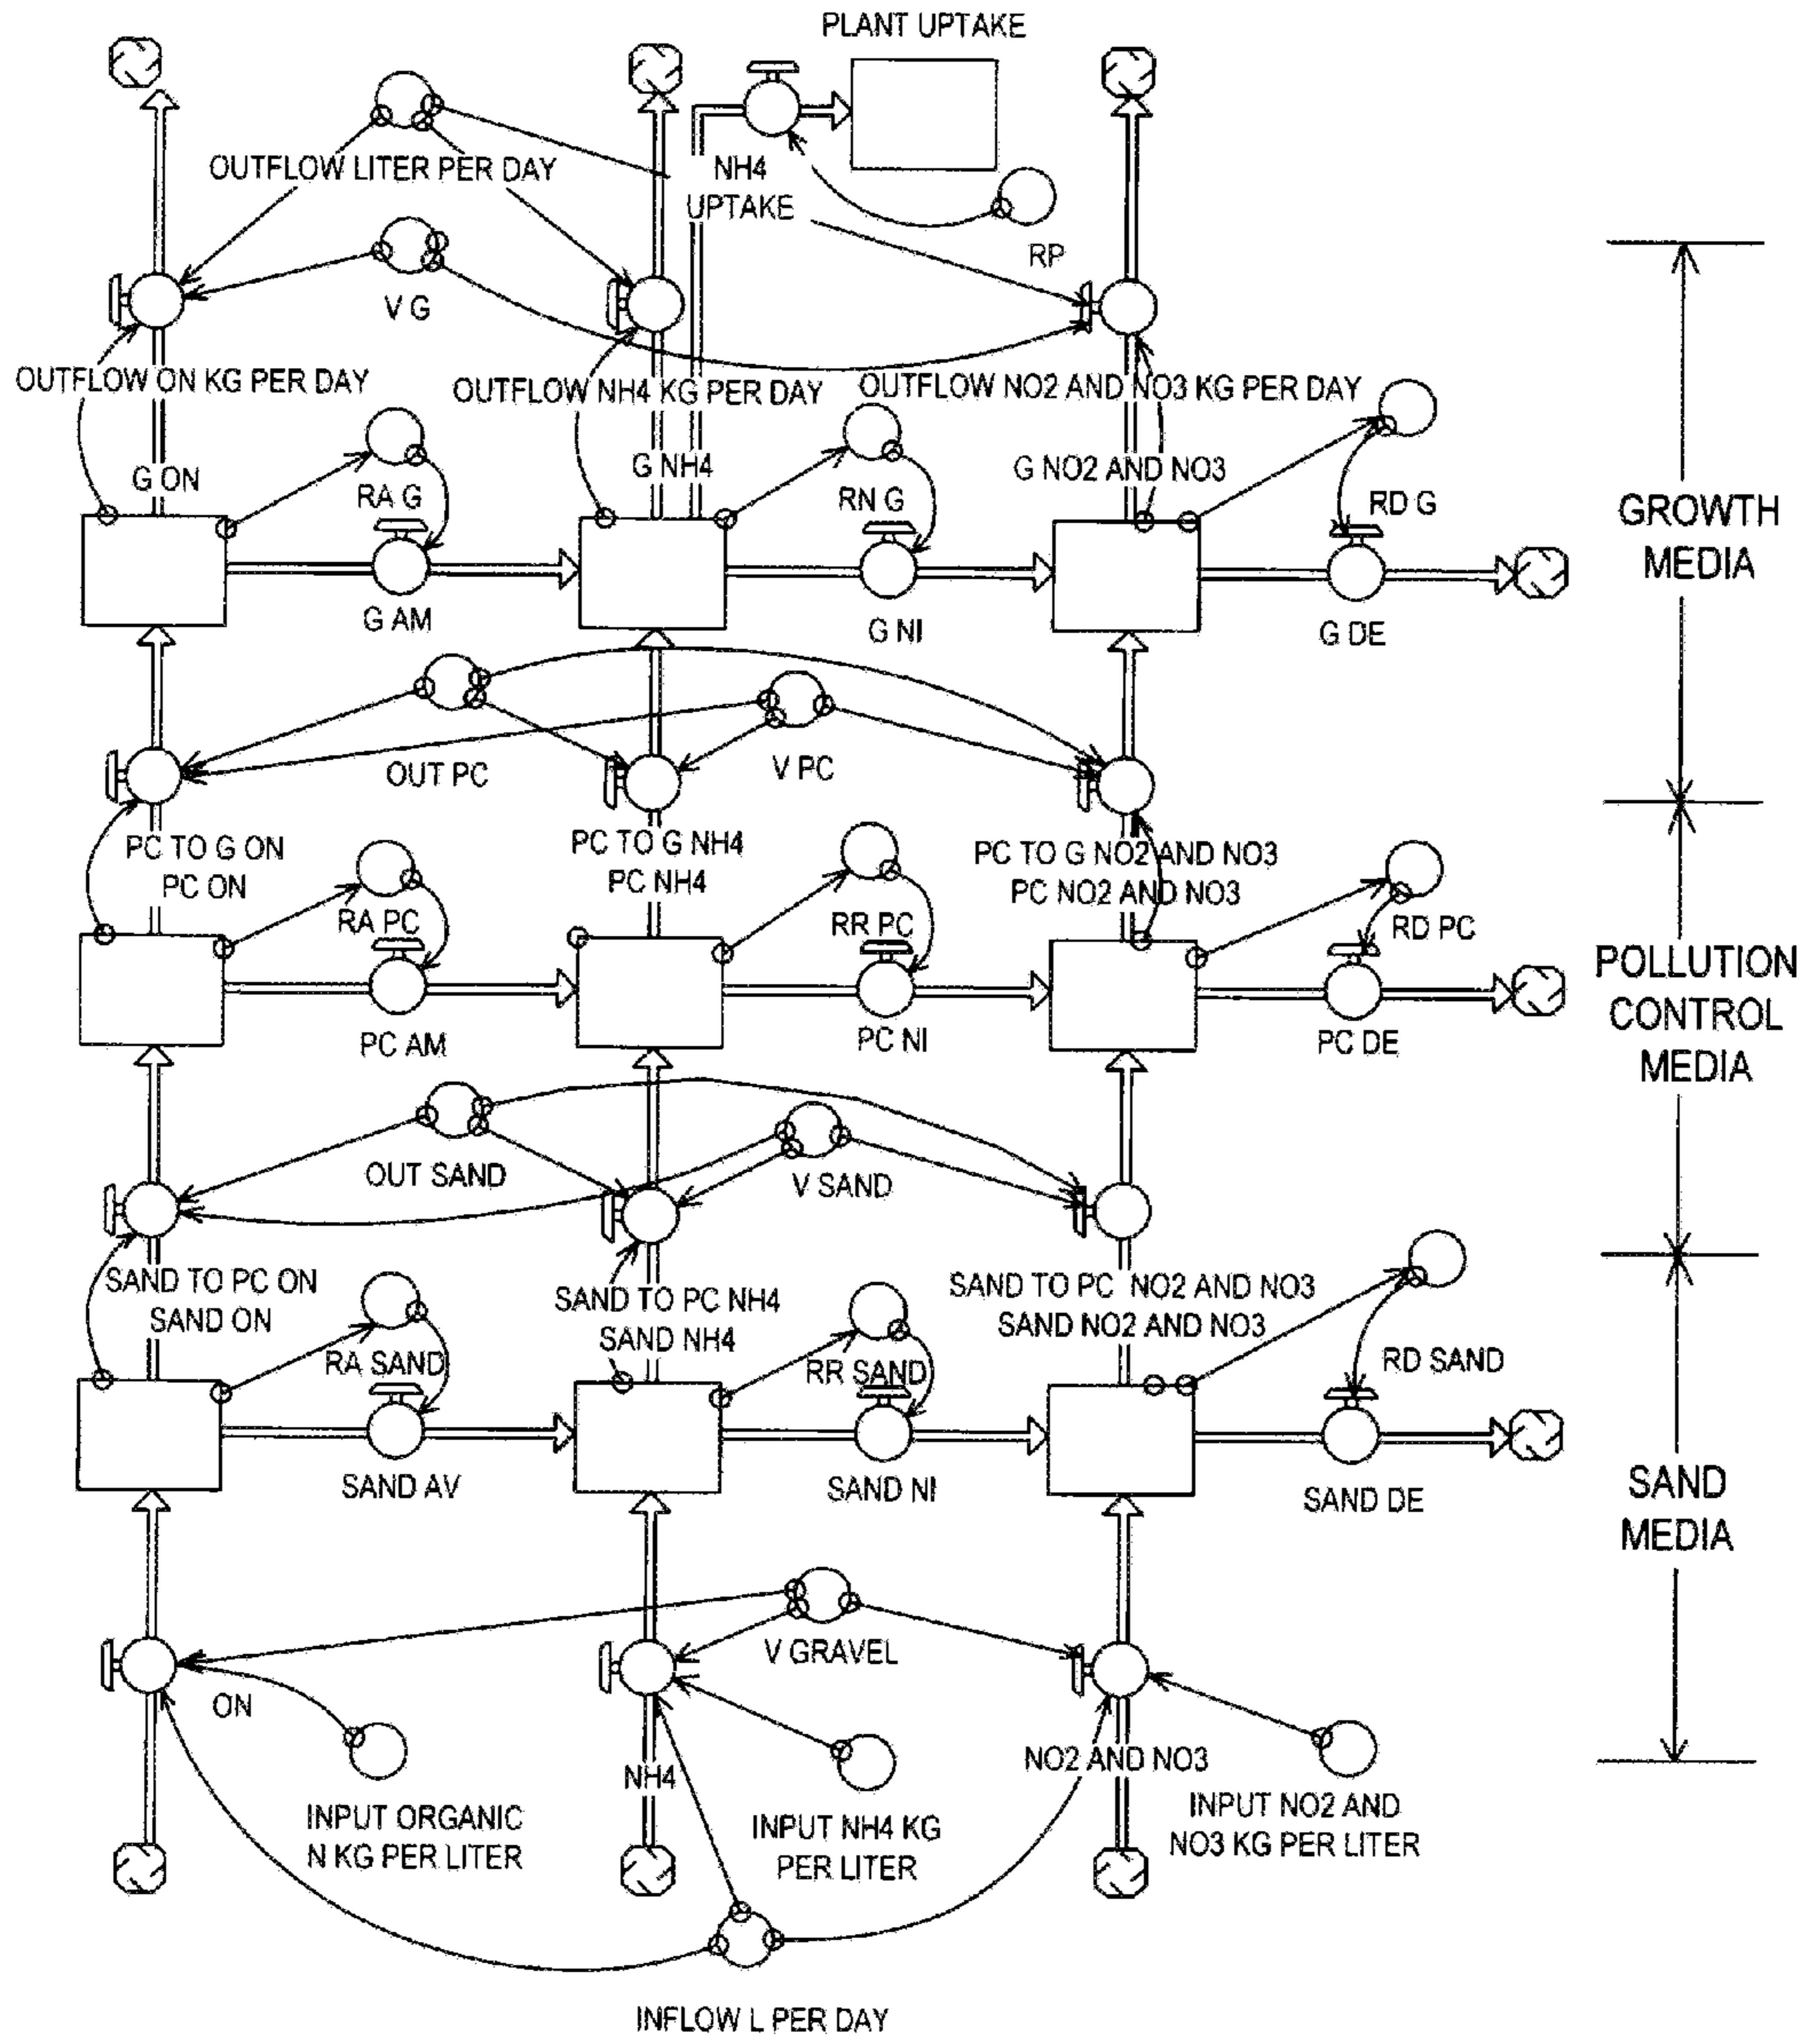 PLANT UPTAKE
OUTFLOW LITER PER DAY
NH4
UPTAKE
RP
V G
OUTFLOW ON KG PER DAY
OUTFLOW NH4 KG PER DAY
OUTFLOW NO2 AND NO3 KG PER DAY
G ON
RA G
G NH4
RN G
G NO2 AND NO3
RD G
GROWTH
MEDIA
G AM
G NI
G DE
OUT PC
V PC
PC TO G ON
PC ON
PC TO G NH4
PC NH4
PC TO G NO2 AND NO3
PC NO2 AND NO3
RA PC
RR PC
RD PC
POLLUTION
CONTROL
MEDIA
PC AM
PC NI
PC DE
OUT SAND
V SAND
SAND TO PC ON
SAND ON
SAND TO PC NH4
SAND NH4
SAND TO PC NO2 AND NO3
SAND NO2 AND NO3
RA SAND
RR SAND
RD SAND
SAND AV
SAND NI
SAND DE
SAND
MEDIA
V GRAVEL
ON
NH4
NO2 AND NO3
INPUT ORGANIC
N KG PER LITER
INPUT NH4 KG
PER LITER
INPUT NO2 AND
NO3 KG PER LITER
INFLOW L PER DAY